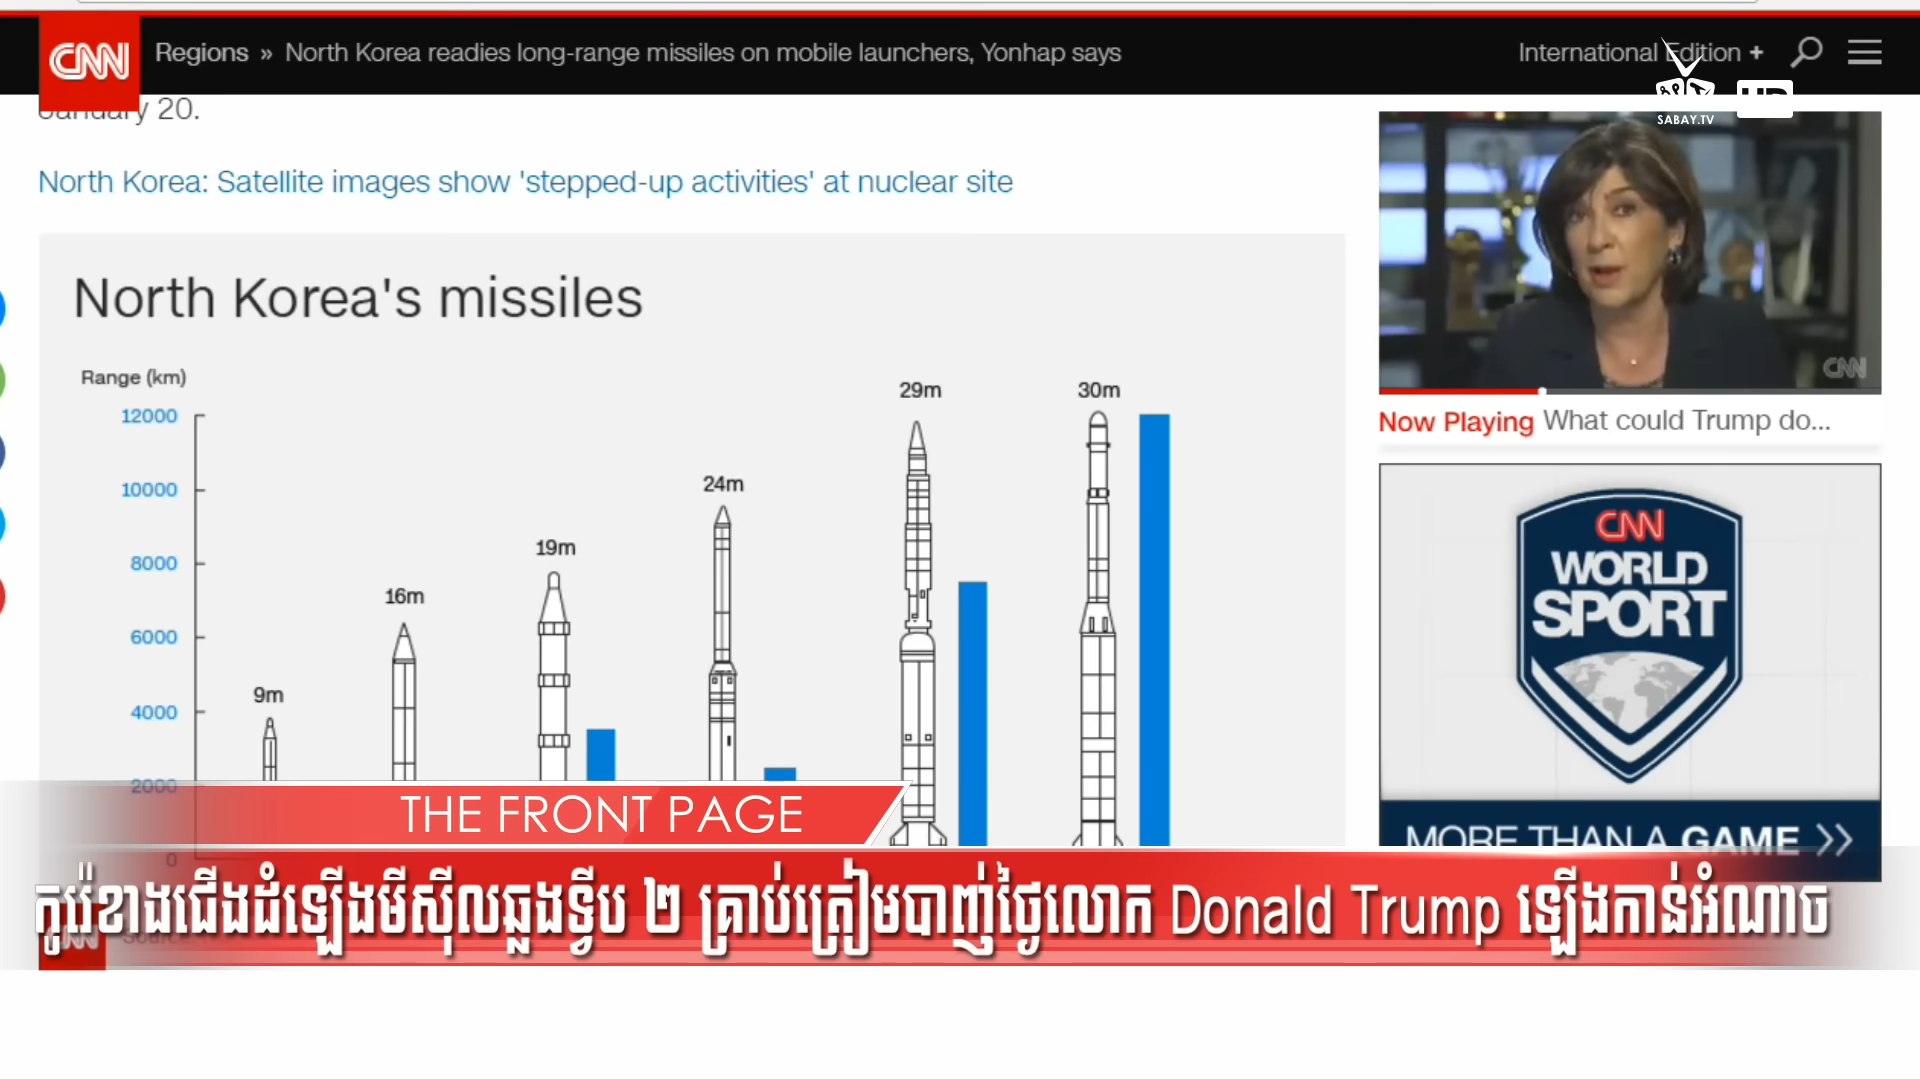 CNN
Regions » North Korea readies long-range missiles on mobile launchers, Yonhap says
International Edition +
SABAY.TV
HD
January 20.
North Korea: Satellite images show 'stepped-up activities' at nuclear site
North Korea's missiles
Range (km)
12000
10000
8000
6000
4000
2000
0
9m
16m
19m
24m
29m
30m
CNN
Now Playing What could Trump do...
CNN
WORLD
SPORT
MORE THAN A GAME >>
THE FRONT PAGE
កូរ៉េខាងជើងដំឡើងមីស៊ីលឆ្លងទ្វីប ២ គ្រាប់ត្រៀមបាញ់ថ្ងៃលោក Donald Trump ឡើងកាន់អំណាច
CNN